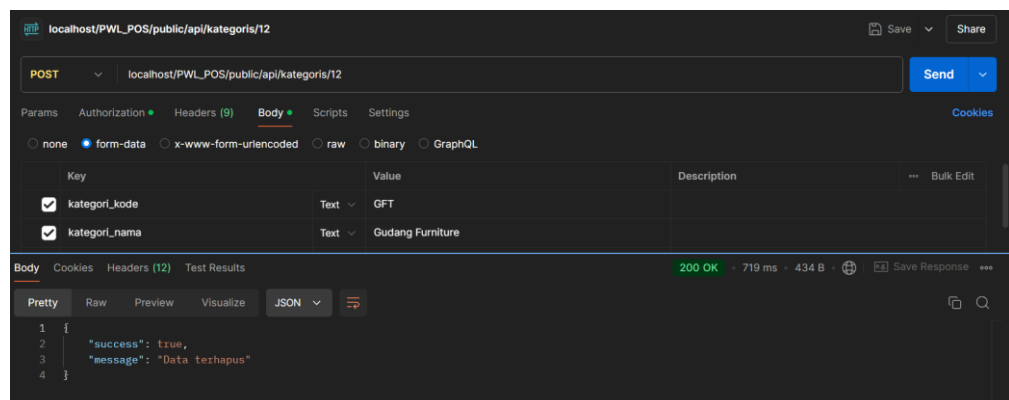 HTTP localhost/PWL_POS/public/api/kategoris/12 Save Share
POST localhost/PWL_POS/public/api/kategoris/12 Send
Params Authorization Headers (9) Body Scripts Settings Cookies
none form-data x-www-form-urlencoded raw binary GraphQL
Key Value Description ••• Bulk Edit
kategori_kode Text GFT
kategori_nama Text Gudang Furniture
Body Cookies Headers (12) Test Results 200 OK • 719 ms • 434 B • Save Response
Pretty Raw Preview Visualize JSON
1 {
2 "success": true,
3 "message": "Data terhapus"
4 }